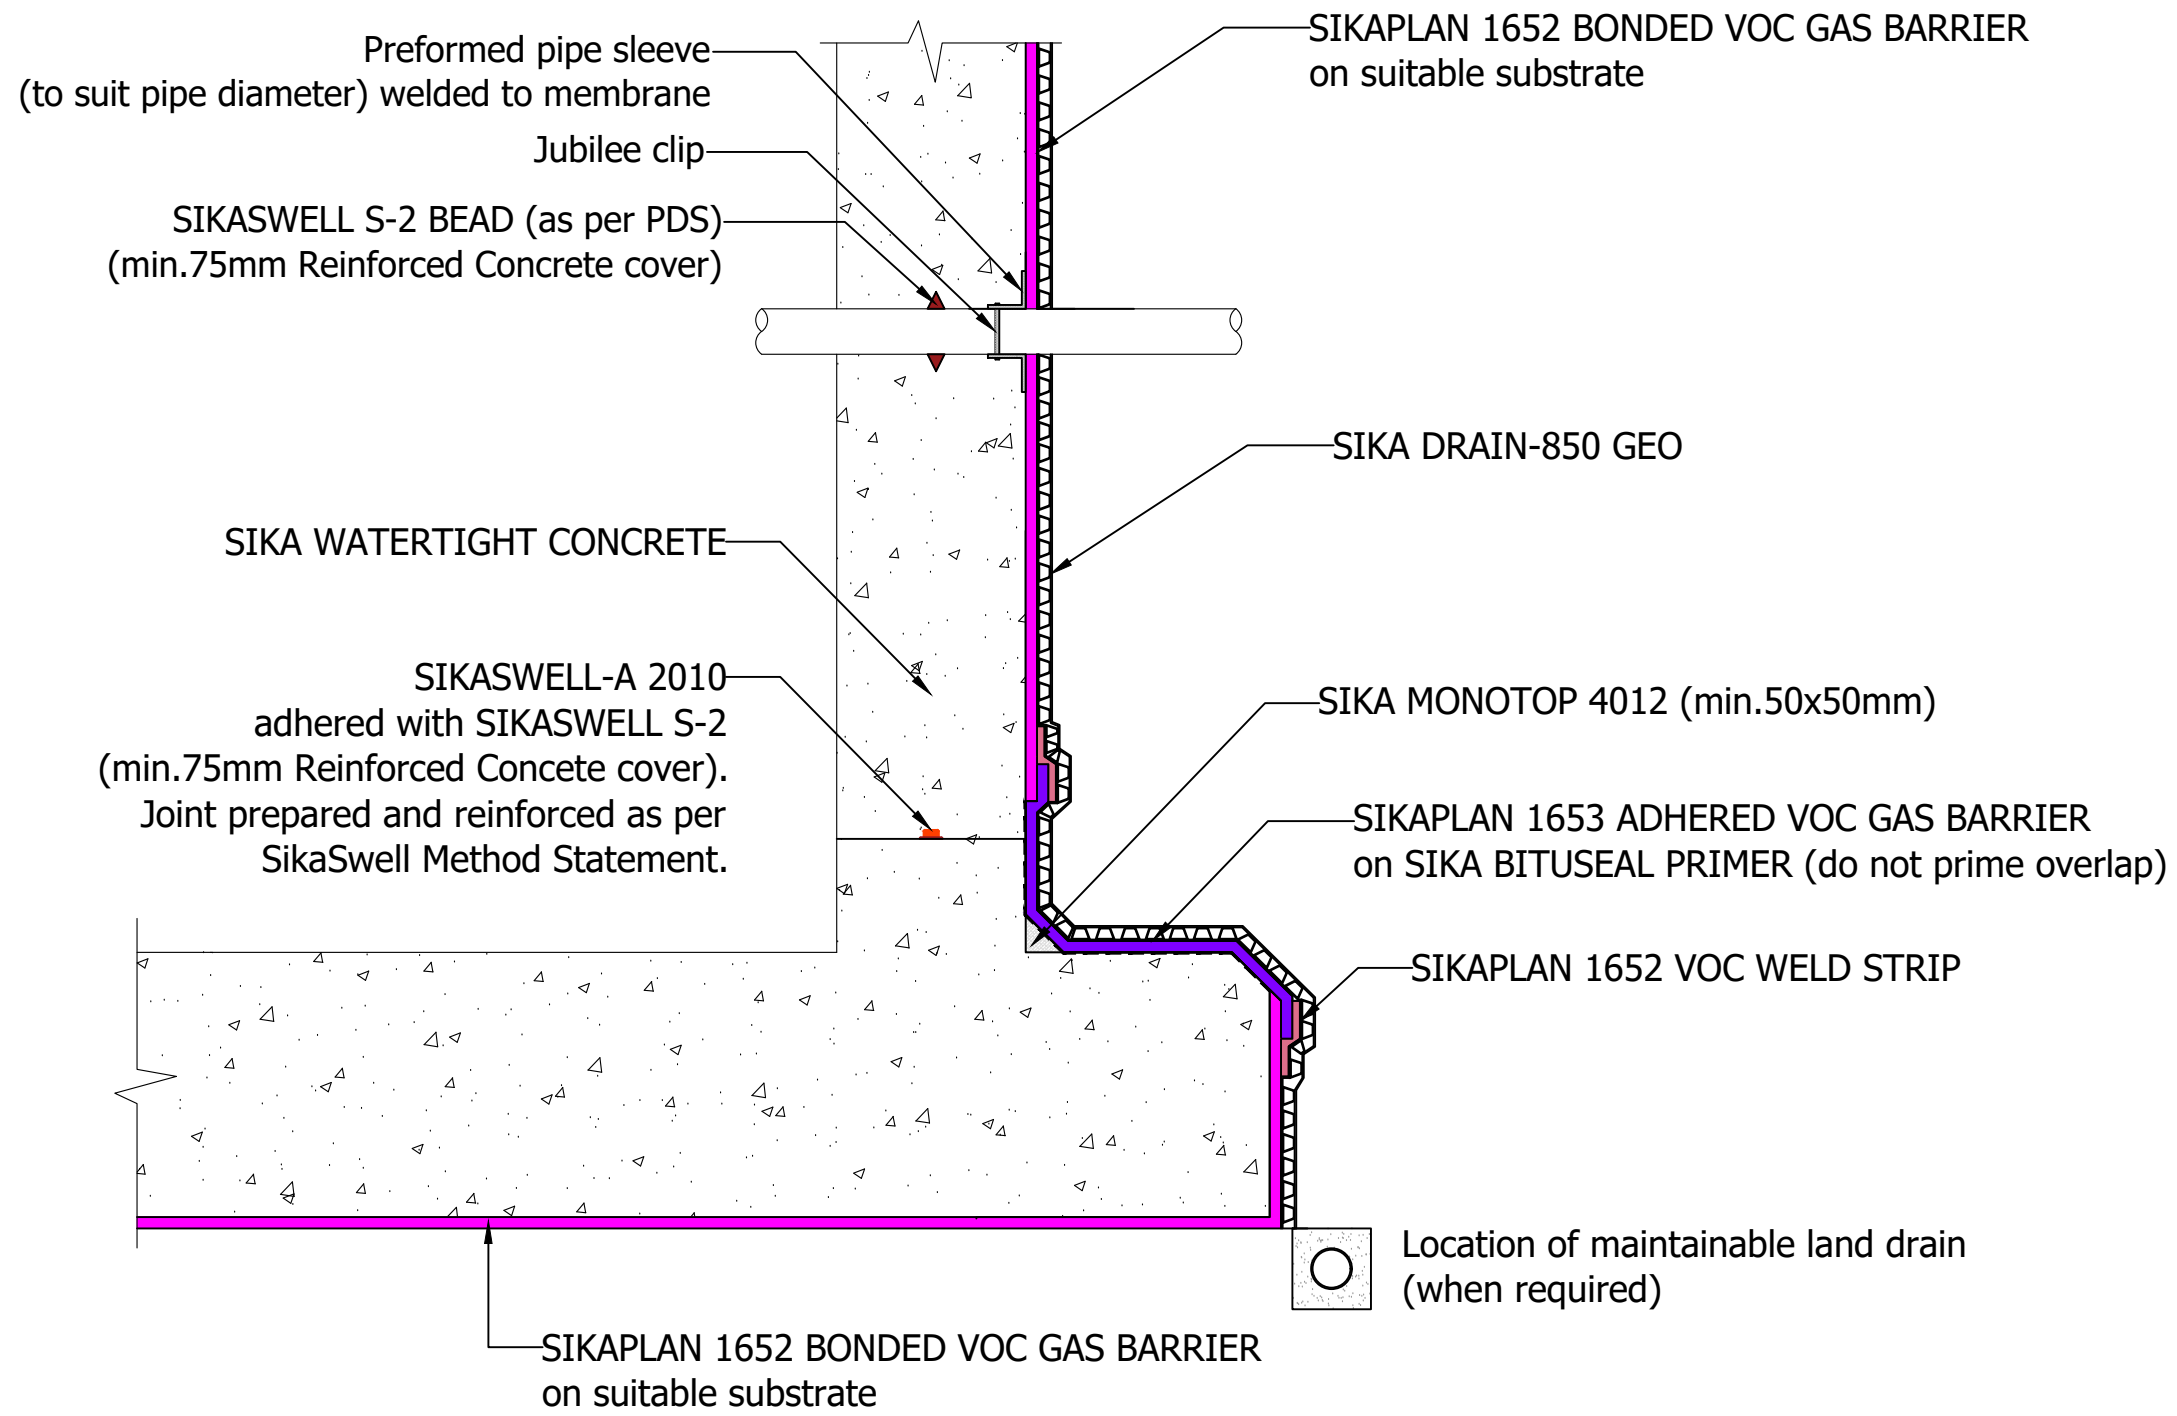 Preformed pipe sleeve
(to suit pipe diameter) welded to membrane
Jubilee clip
SIKASWELL S-2 BEAD (as per PDS)
(min.75mm Reinforced Concrete cover)
SIKA WATERTIGHT CONCRETE
SIKASWELL-A 2010
adhered with SIKASWELL S-2
(min.75mm Reinforced Concete cover).
Joint prepared and reinforced as per
SikaSwell Method Statement.
SIKAPLAN 1652 BONDED VOC GAS BARRIER
on suitable substrate
SIKA DRAIN-850 GEO
SIKA MONOTOP 4012 (min.50x50mm)
SIKAPLAN 1653 ADHERED VOC GAS BARRIER
on SIKA BITUSEAL PRIMER (do not prime overlap)
SIKAPLAN 1652 VOC WELD STRIP
Location of maintainable land drain
(when required)
SIKAPLAN 1652 BONDED VOC GAS BARRIER
on suitable substrate